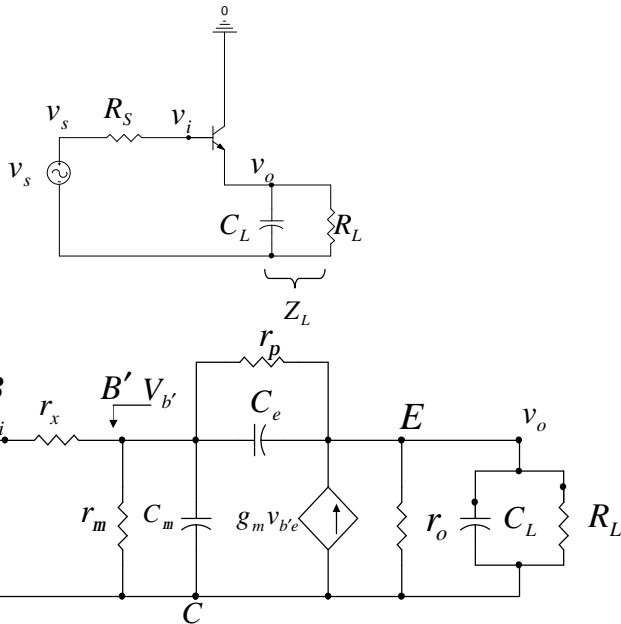 0
v_s R_S v_i
v_s
v_o
C_L R_L
Z_L
r_p
B′ V_b′
i r_x C_e E v_o
r_m C_m g_m v_b′e r_o C_L R_L
C